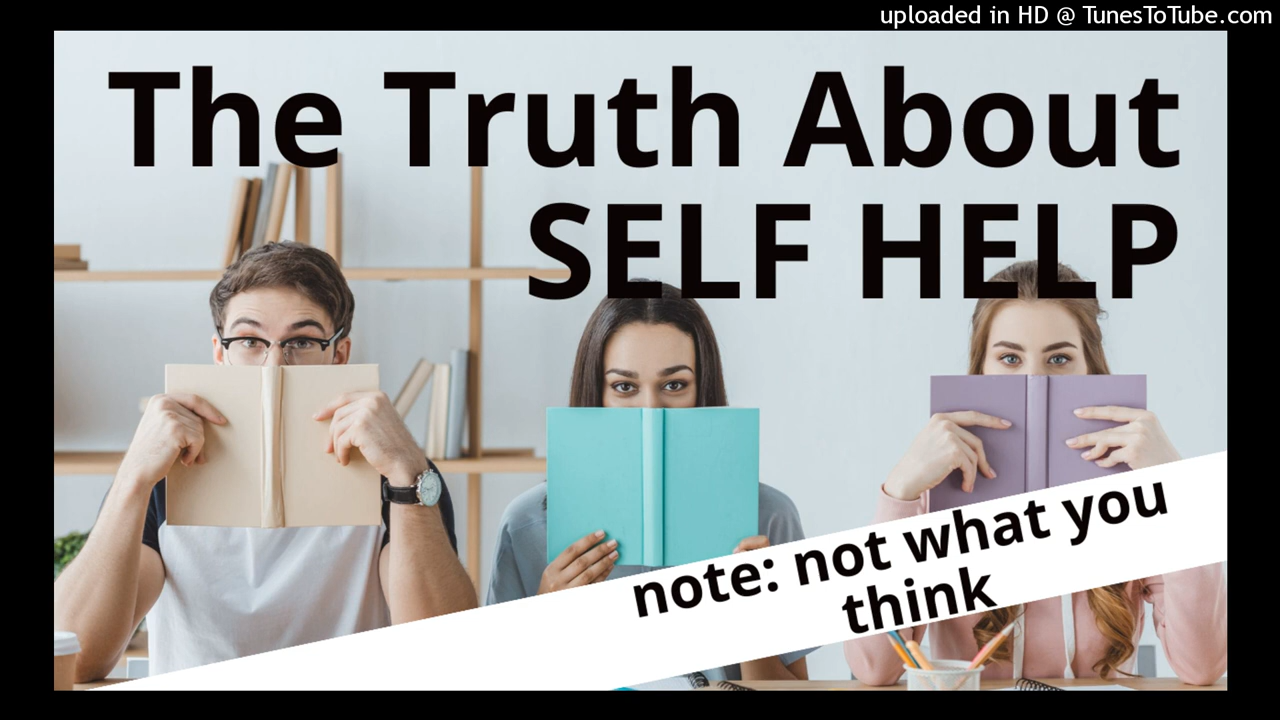 uploaded in HD @ TunesToTube.com
The Truth About
SELF HELP
note: not what you
think